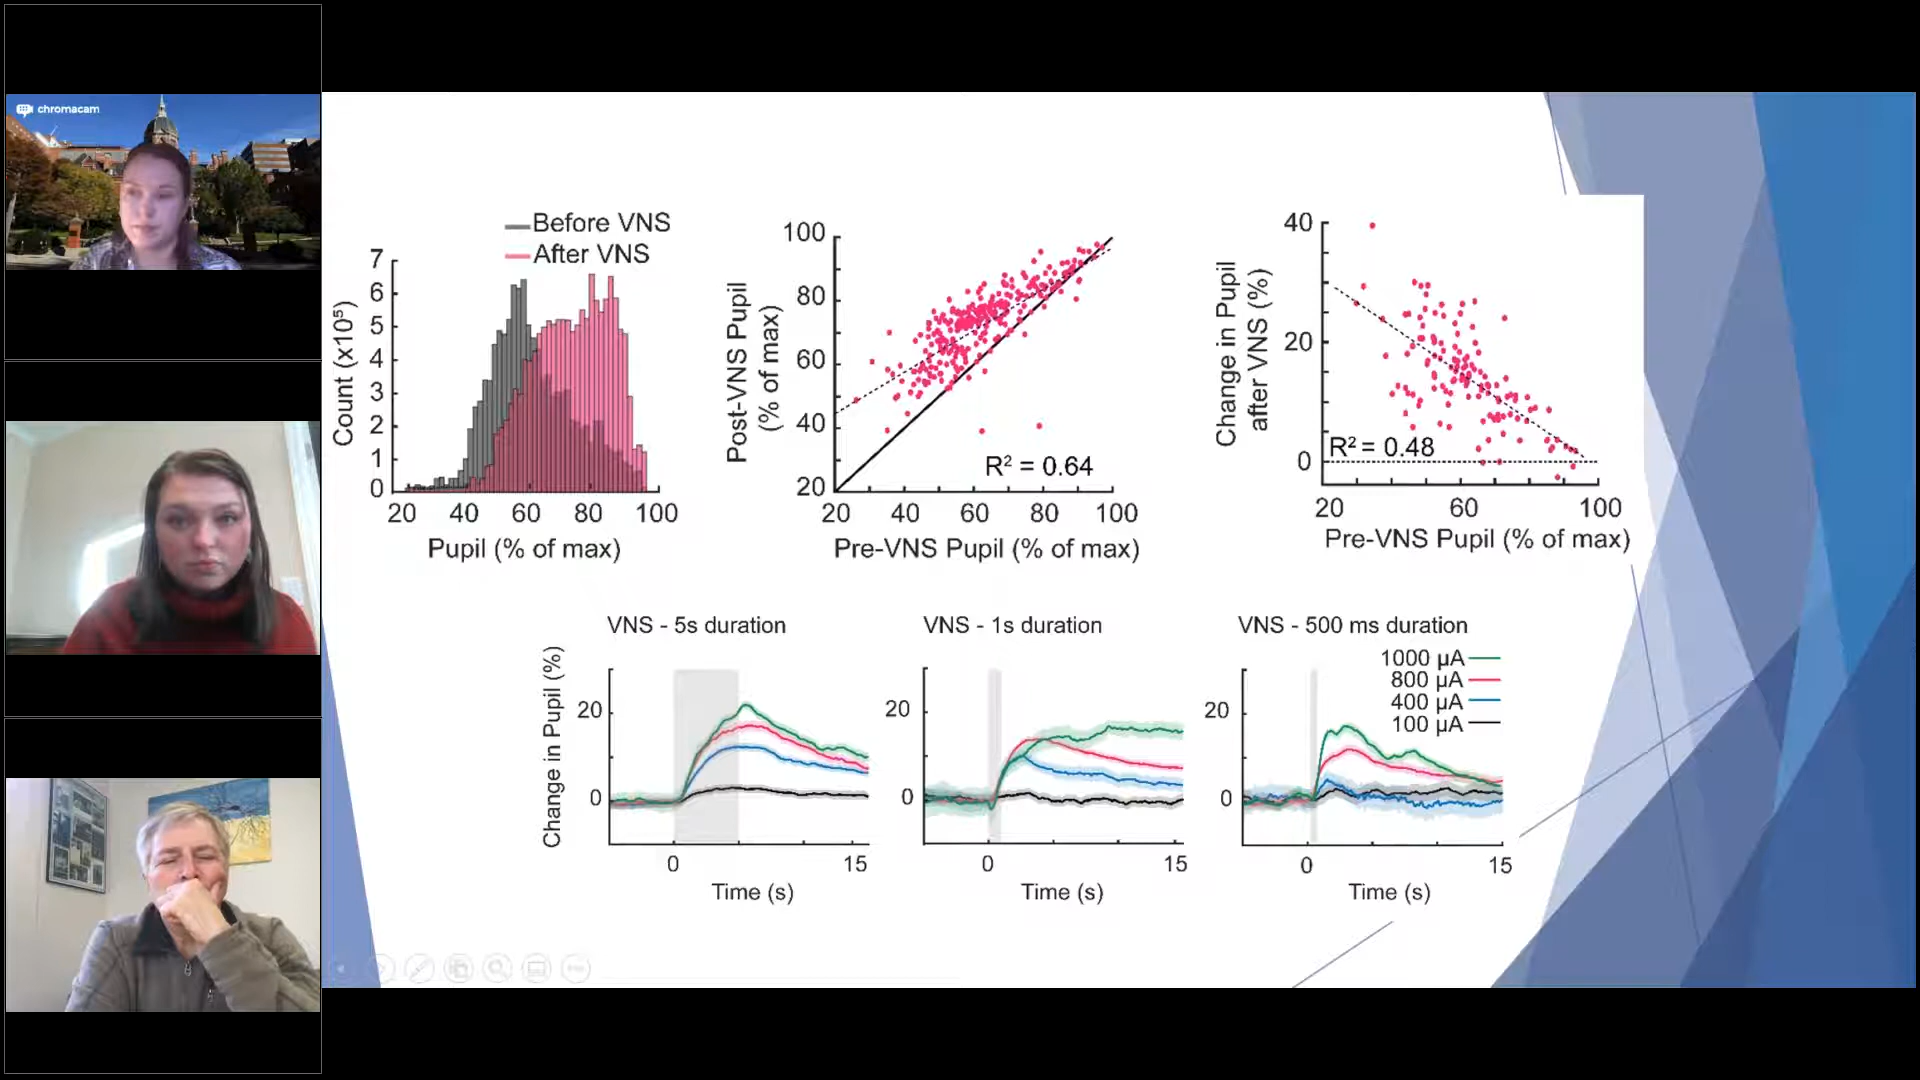 chromacam
Before VNS
After VNS
Count (x10⁵)
7
6
5
4
3
2
1
0
20 40 60 80 100
Pupil (% of max)
Post-VNS Pupil
(% of max)
100
80
60
40
20
R² = 0.64
20 40 60 80 100
Pre-VNS Pupil (% of max)
Change in Pupil
after VNS (%)
40
20
0
R² = 0.48
20 60 100
Pre-VNS Pupil (% of max)
VNS - 5s duration
Change in Pupil (%)
20
0
0 15
Time (s)
VNS - 1s duration
20
0
0 15
Time (s)
VNS - 500 ms duration
1000 µA
800 µA
400 µA
100 µA
20
0
0 15
Time (s)